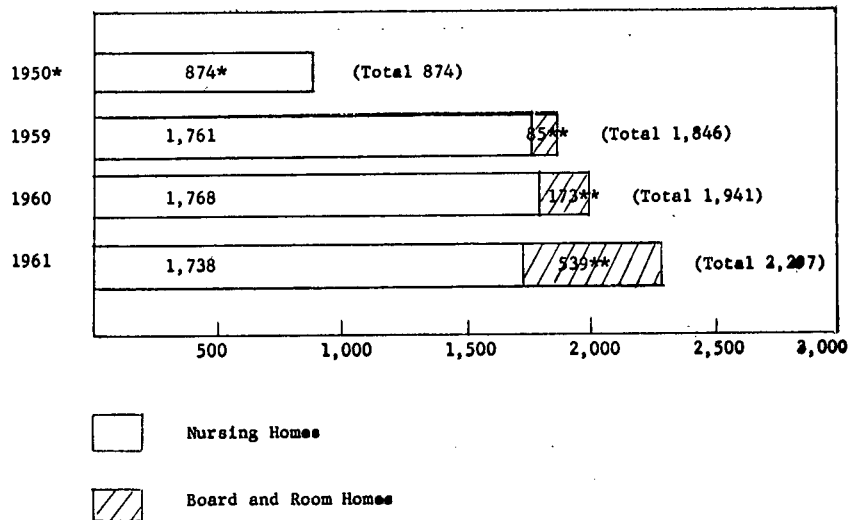 1950* 874* (Total 874)
1959 1,761 85** (Total 1,846)
1960 1,768 173** (Total 1,941)
1961 1,738 539** (Total
500 1,000 1,500 2,000 2,500 3,000
Nursing Homes
Board and Room Homes